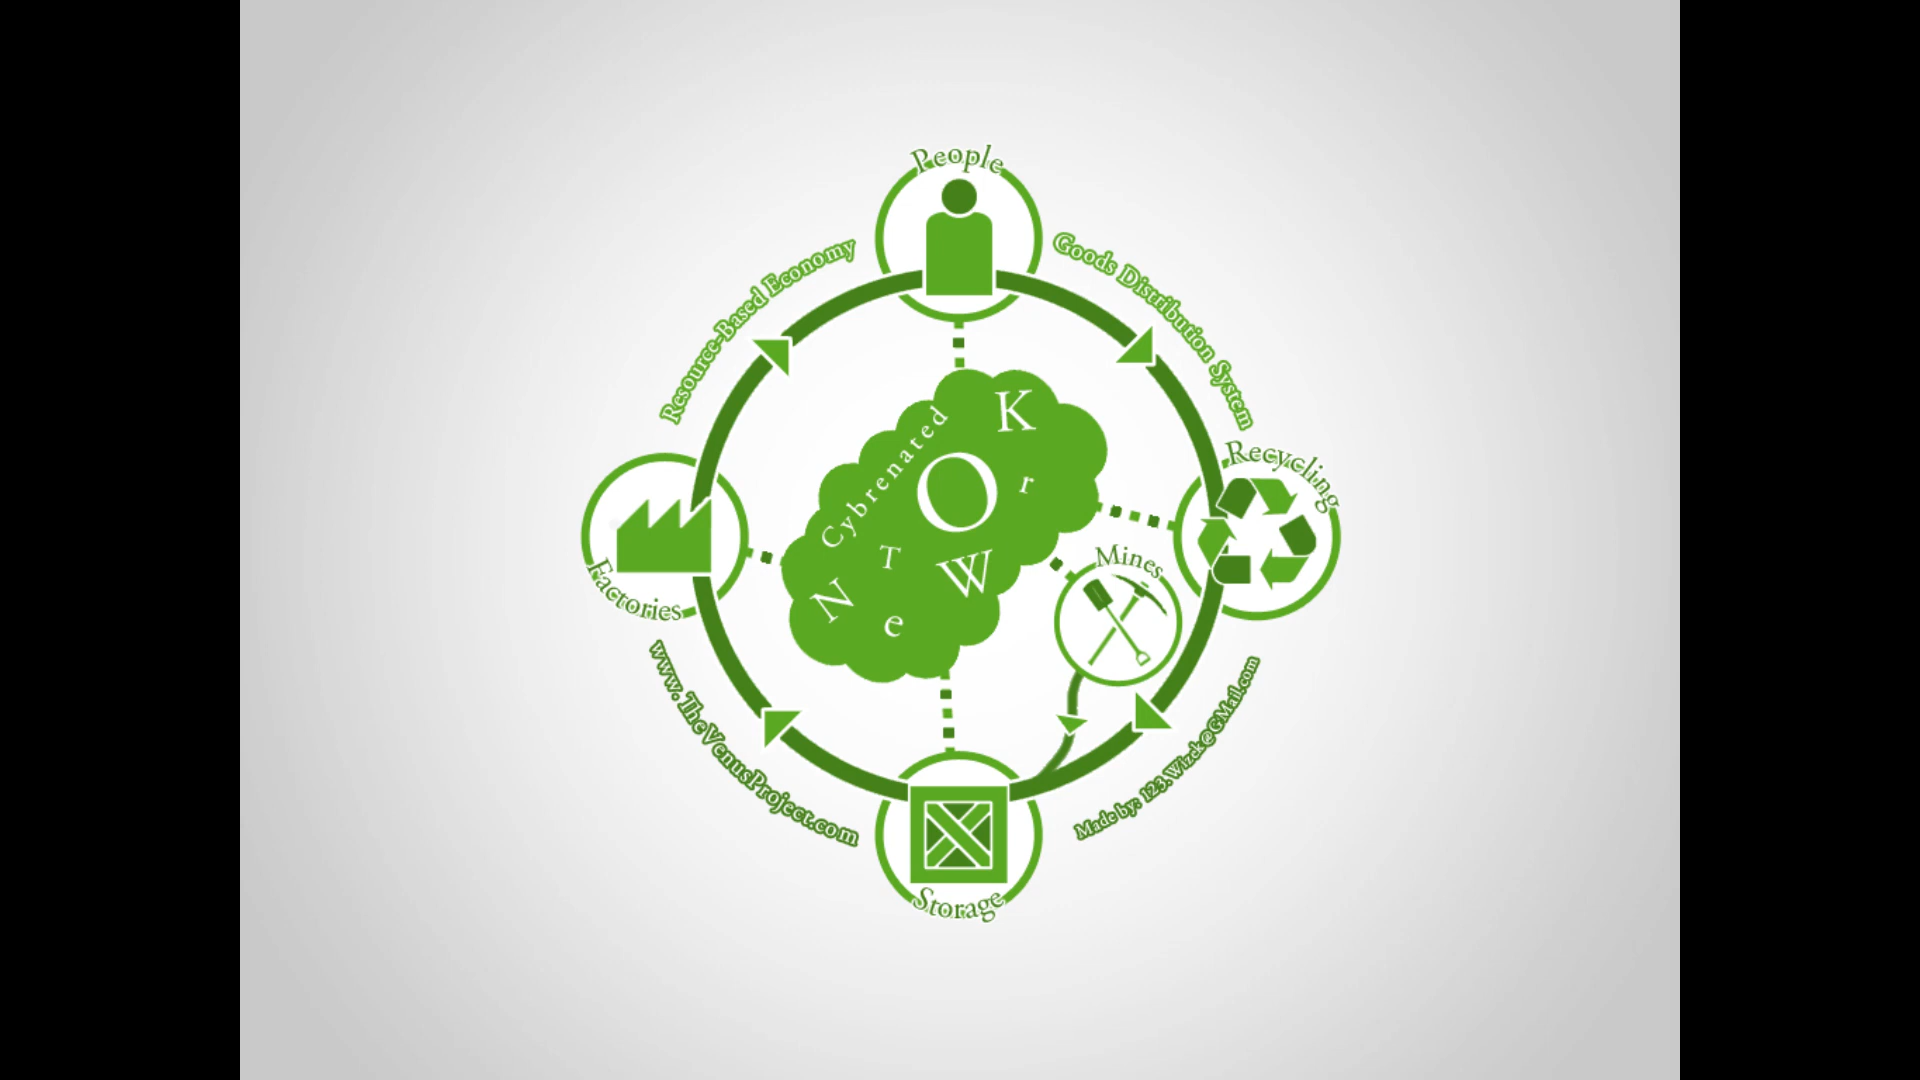 People
Resource-Based Economy
Goods Distribution System
Cybrenated
NeTWOrK
Recycling
Mines
Factories
www.TheVenusProject.com
Made by: 123.Wizck@GMail.com
Storage